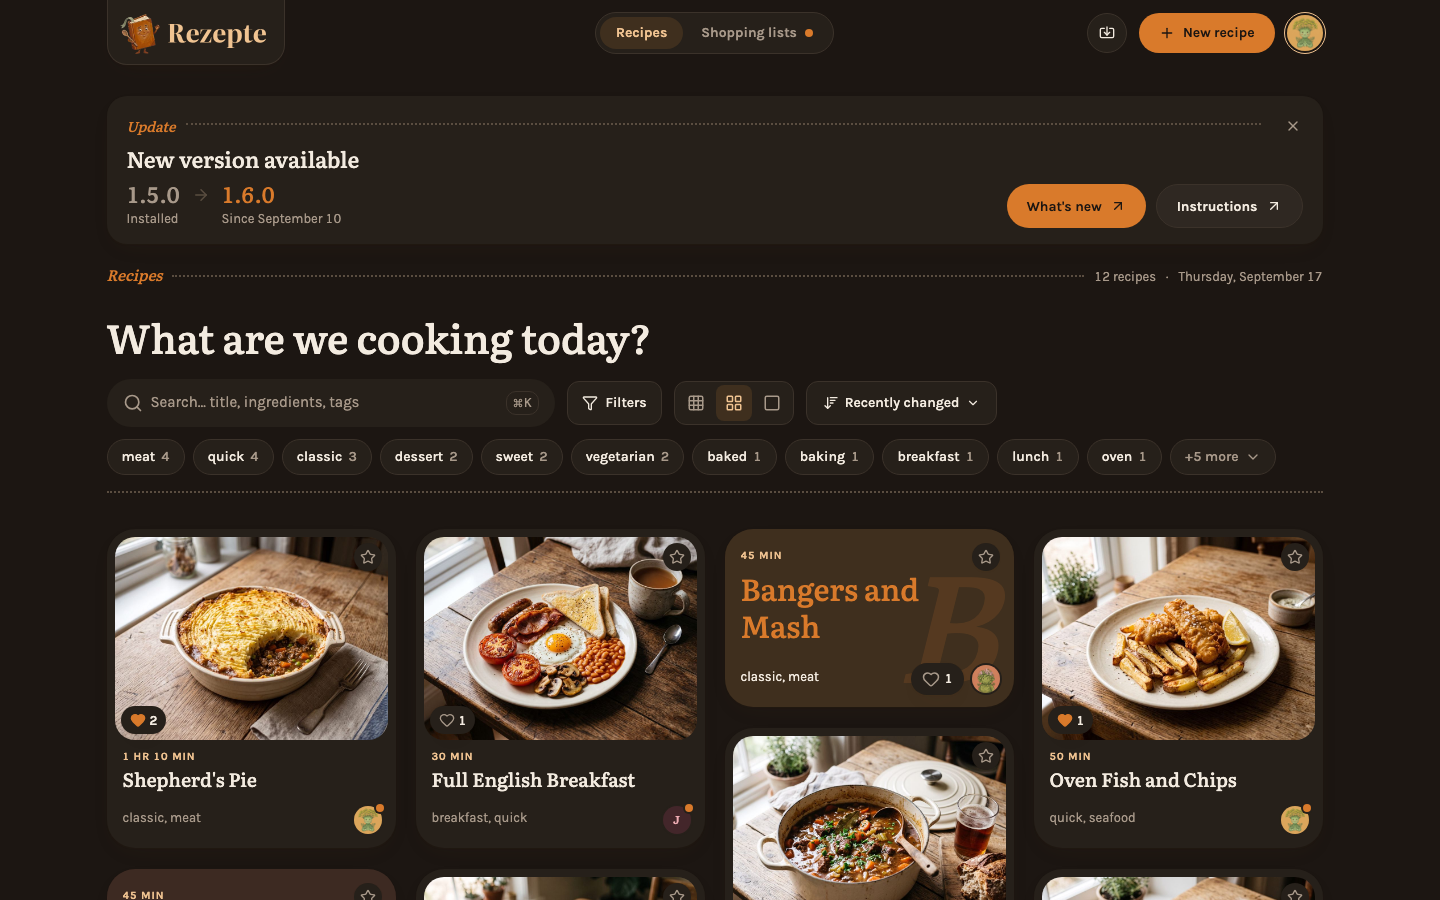 Rezepte
Recipes
Shopping lists
New recipe
Update
New version available
1.5.0 → 1.6.0
Installed
Since September 10
What's new
Instructions
Recipes
12 recipes · Thursday, September 17
What are we cooking today?
Search... title, ingredients, tags
⌘K
Filters
Recently changed
meat 4
quick 4
classic 3
dessert 2
sweet 2
vegetarian 2
baked 1
baking 1
breakfast 1
lunch 1
oven 1
+5 more
2
1 HR 10 MIN
Shepherd's Pie
classic, meat
1
30 MIN
Full English Breakfast
breakfast, quick
J
45 MIN
Bangers and
Mash
B
classic, meat
1
1
50 MIN
Oven Fish and Chips
quick, seafood
45 MIN